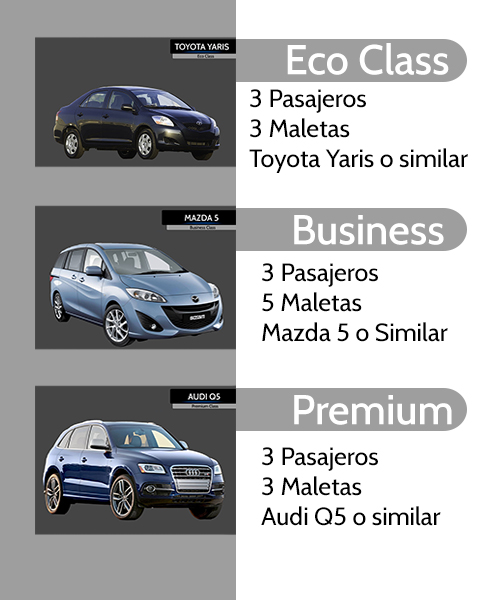 TOYOTA YARIS
Eco Class
Eco Class
3 Pasajeros
3 Maletas
Toyota Yaris o similar
MAZDA 5
Business Class
Business
3 Pasajeros
5 Maletas
Mazda 5 o Similar
AUDI Q5
Premium Class
Premium
3 Pasajeros
3 Maletas
Audi Q5 o similar